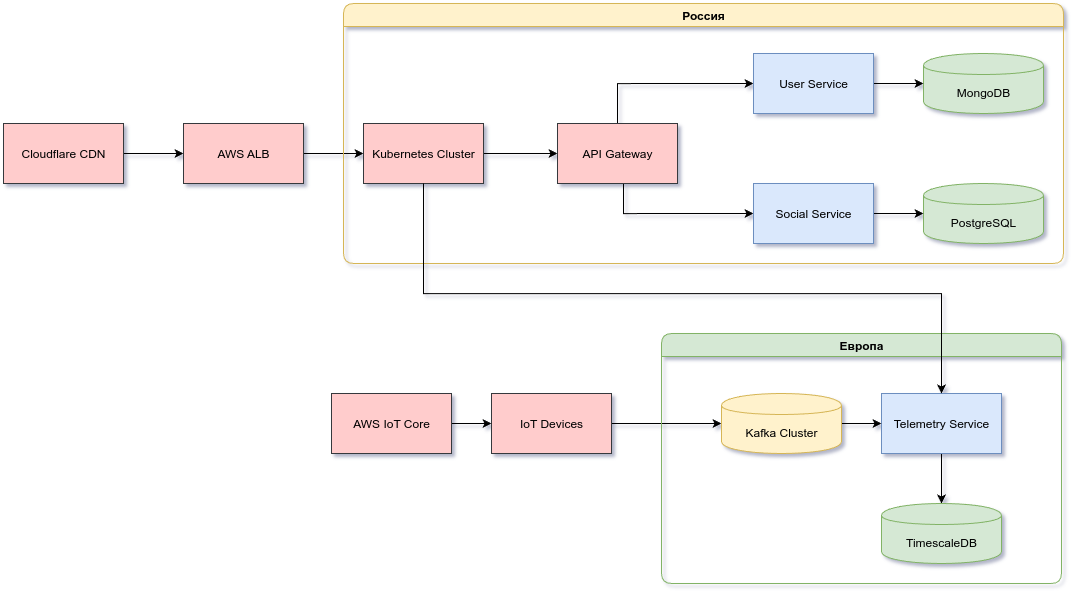 Россия
User Service
MongoDB
Cloudflare CDN
AWS ALB
Kubernetes Cluster
API Gateway
Social Service
PostgreSQL
Европа
AWS IoT Core
IoT Devices
Kafka Cluster
Telemetry Service
TimescaleDB